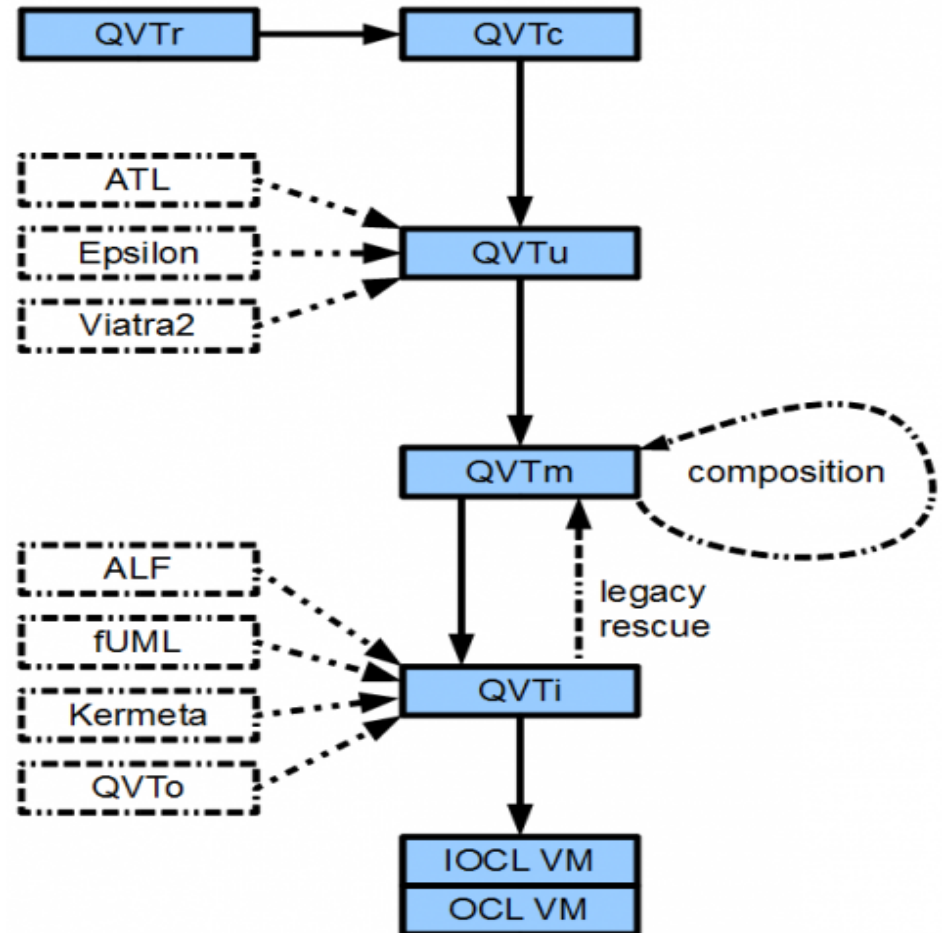 QVTr
QVTc
ATL
Epsilon
Viatra2
QVTu
QVTm
composition
legacy
rescue
ALF
fUML
Kermeta
QVTo
QVTi
IOCL VM
OCL VM